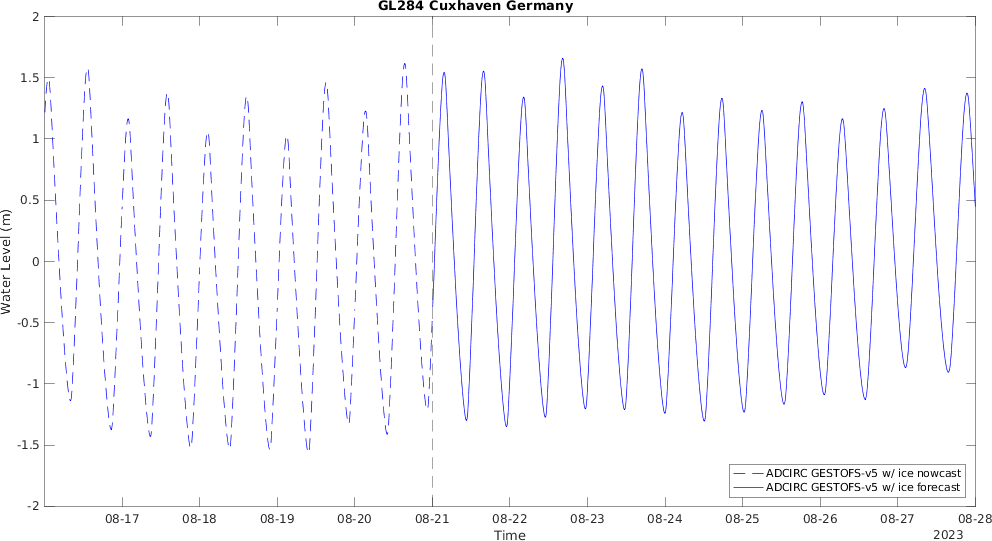 GL284 Cuxhaven Germany
2
1.5
1
0.5
0
-0.5
-1
-1.5
-2
Water Level (m)
ADCIRC GESTOFS-v5 w/ ice nowcast
ADCIRC GESTOFS-v5 w/ ice forecast
08-17 08-18 08-19 08-20 08-21 08-22 08-23 08-24 08-25 08-26 08-27 08-28
Time
2023